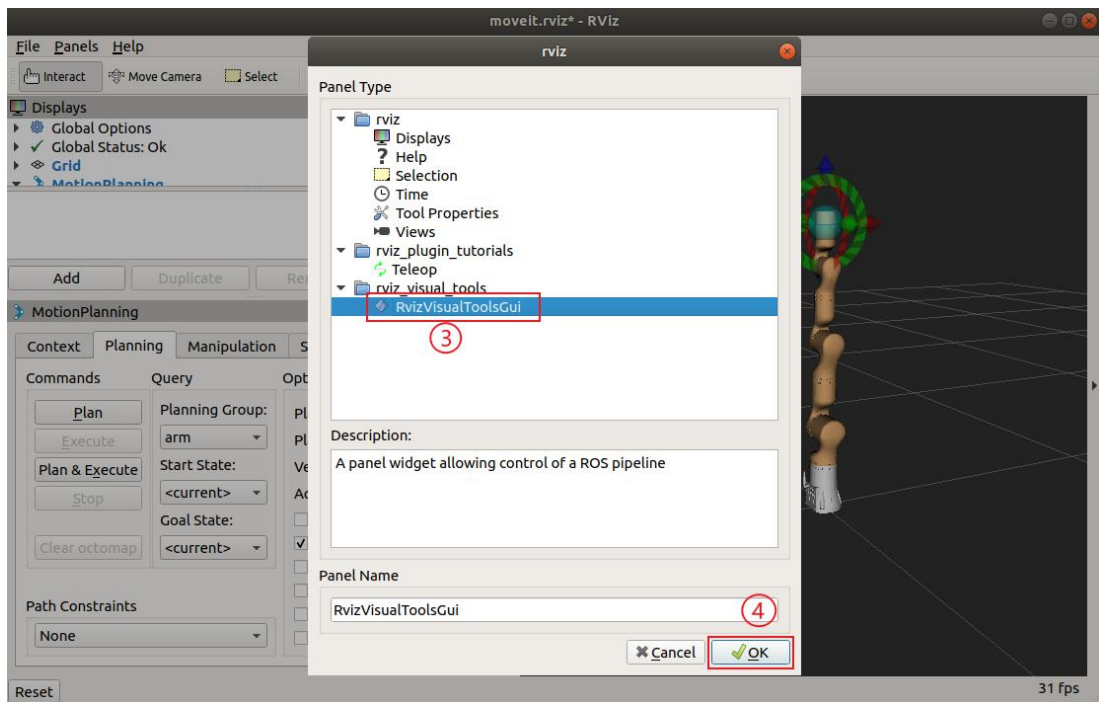 moveit.rviz* - RViz
File Panels Help
Interact Move Camera Select
Displays
Global Options
Global Status: Ok
Grid
MotionPlanning
Add Duplicate
MotionPlanning
Context Planning Manipulation
Commands Query
Plan
Execute
Plan & Execute
Stop
Clear octomap
Planning Group:
arm
Start State:
<current>
Goal State:
<current>
Path Constraints
None
Reset
rviz
Panel Type
rviz
Displays
Help
Selection
Time
Tool Properties
Views
rviz_plugin_tutorials
Teleop
rviz_visual_tools
RvizVisualToolsGui
③
Description:
A panel widget allowing control of a ROS pipeline
Panel Name
RvizVisualToolsGui
④
Cancel OK
31 fps